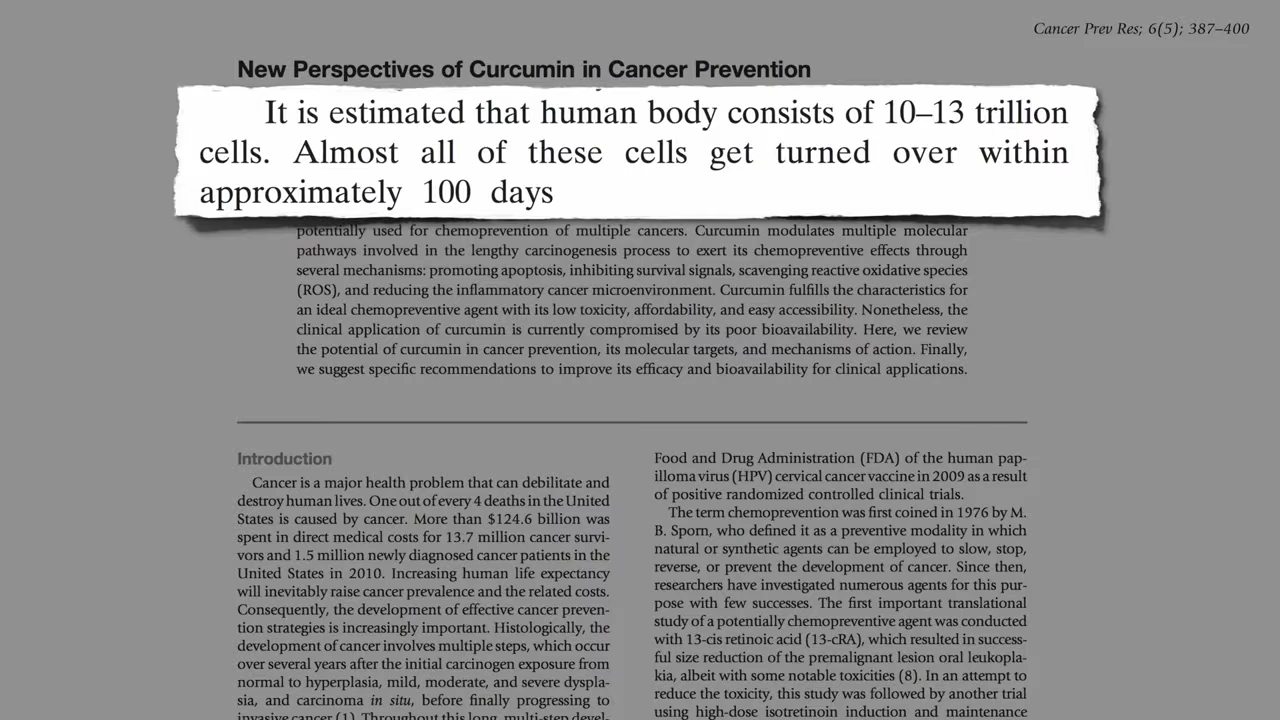 Cancer Prev Res; 6(5); 387–400
New Perspectives of Curcumin in Cancer Prevention
It is estimated that human body consists of 10–13 trillion
cells. Almost all of these cells get turned over within
approximately 100 days
potentially used for chemoprevention of multiple cancers. Curcumin modulates multiple molecular
pathways involved in the lengthy carcinogenesis process to exert its chemopreventive effects through
several mechanisms: promoting apoptosis, inhibiting survival signals, scavenging reactive oxidative species
(ROS), and reducing the inflammatory cancer microenvironment. Curcumin fulfills the characteristics for
an ideal chemopreventive agent with its low toxicity, affordability, and easy accessibility. Nonetheless, the
clinical application of curcumin is currently compromised by its poor bioavailability. Here, we review
the potential of curcumin in cancer prevention, its molecular targets, and mechanisms of action. Finally,
we suggest specific recommendations to improve its efficacy and bioavailability for clinical applications.
Introduction
Cancer is a major health problem that can debilitate and
destroy human lives. One out of every 4 deaths in the United
States is caused by cancer. More than $124.6 billion was
spent in direct medical costs for 13.7 million cancer survi-
vors and 1.5 million newly diagnosed cancer patients in the
United States in 2010. Increasing human life expectancy
will inevitably raise cancer prevalence and the related costs.
Consequently, the development of effective cancer preven-
tion strategies is increasingly important. Histologically, the
development of cancer involves multiple steps, which occur
over several years after the initial carcinogen exposure from
normal to hyperplasia, mild, moderate, and severe dyspla-
sia, and carcinoma in situ, before finally progressing to
invasive cancer (1). Throughout this long, multi-step devel-
Food and Drug Administration (FDA) of the human pap-
illoma virus (HPV) cervical cancer vaccine in 2009 as a result
of positive randomized controlled clinical trials.
The term chemoprevention was first coined in 1976 by M.
B. Sporn, who defined it as a preventive modality in which
natural or synthetic agents can be employed to slow, stop,
reverse, or prevent the development of cancer. Since then,
researchers have investigated numerous agents for this pur-
pose with few successes. The first important translational
study of a potentially chemopreventive agent was conducted
with 13-cis retinoic acid (13-cRA), which resulted in success-
ful size reduction of the premalignant lesion oral leukopla-
kia, albeit with some notable toxicities (8). In an attempt to
reduce the toxicity, this study was followed by another trial
using high-dose isotretinoin induction and maintenance